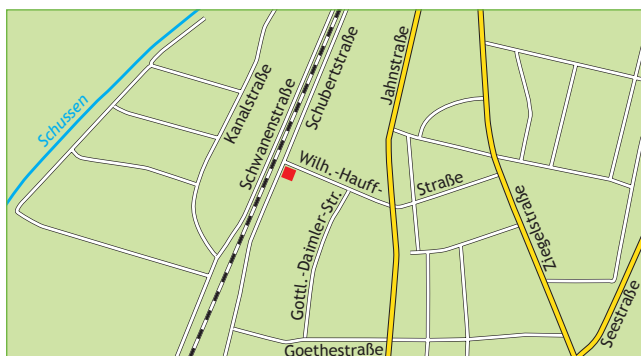 Schussen
Kanalstraße
Schwanenstraße
Schubertstraße
Jahnstraße
Wilh.-Hauff-
Straße
Gottl.-Daimler-Str.
Ziegelstraße
Seestraße
Goethestraße